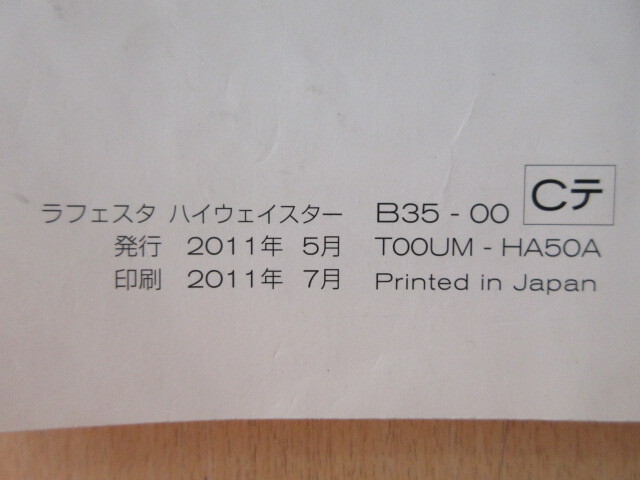 ラフェスタ ハイウェイスター B35-00 Cテ
発行 2011年 5月 T00UM-HA50A
印刷 2011年 7月 Printed in Japan